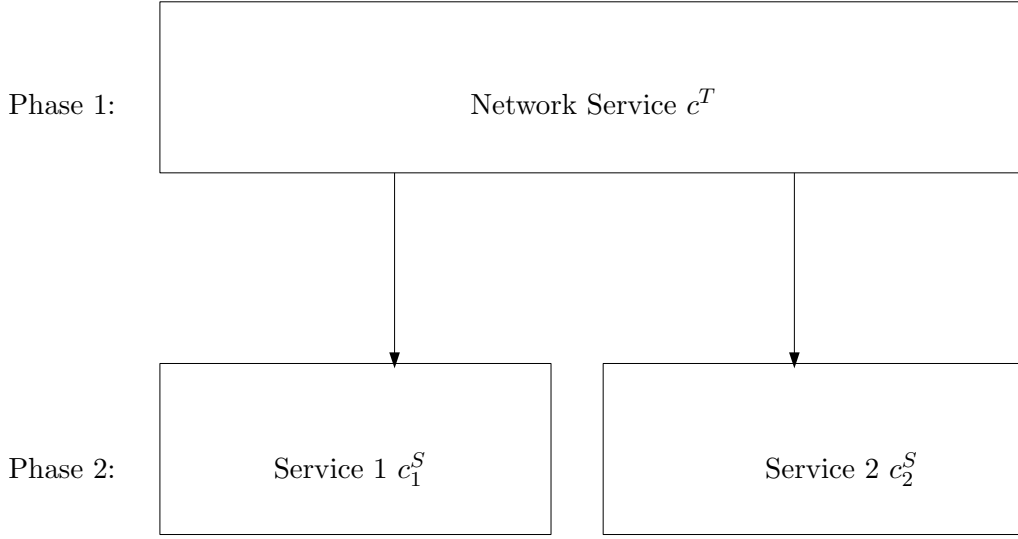 Phase 1:
Network Service $c^T$
Phase 2:
Service 1 $c_1^S$
Service 2 $c_2^S$